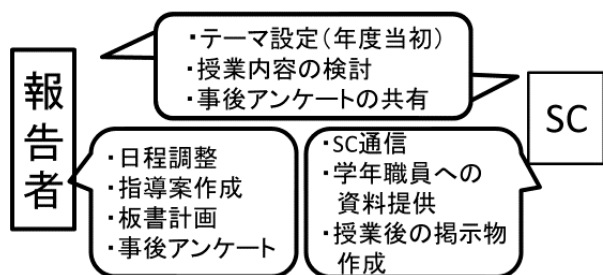 ・テーマ設定（年度当初）
・授業内容の検討
・事後アンケートの共有
報告者
SC
・日程調整
・指導案作成
・板書計画
・事後アンケート
・SC通信
・学年職員への
資料提供
・授業後の掲示物
作成